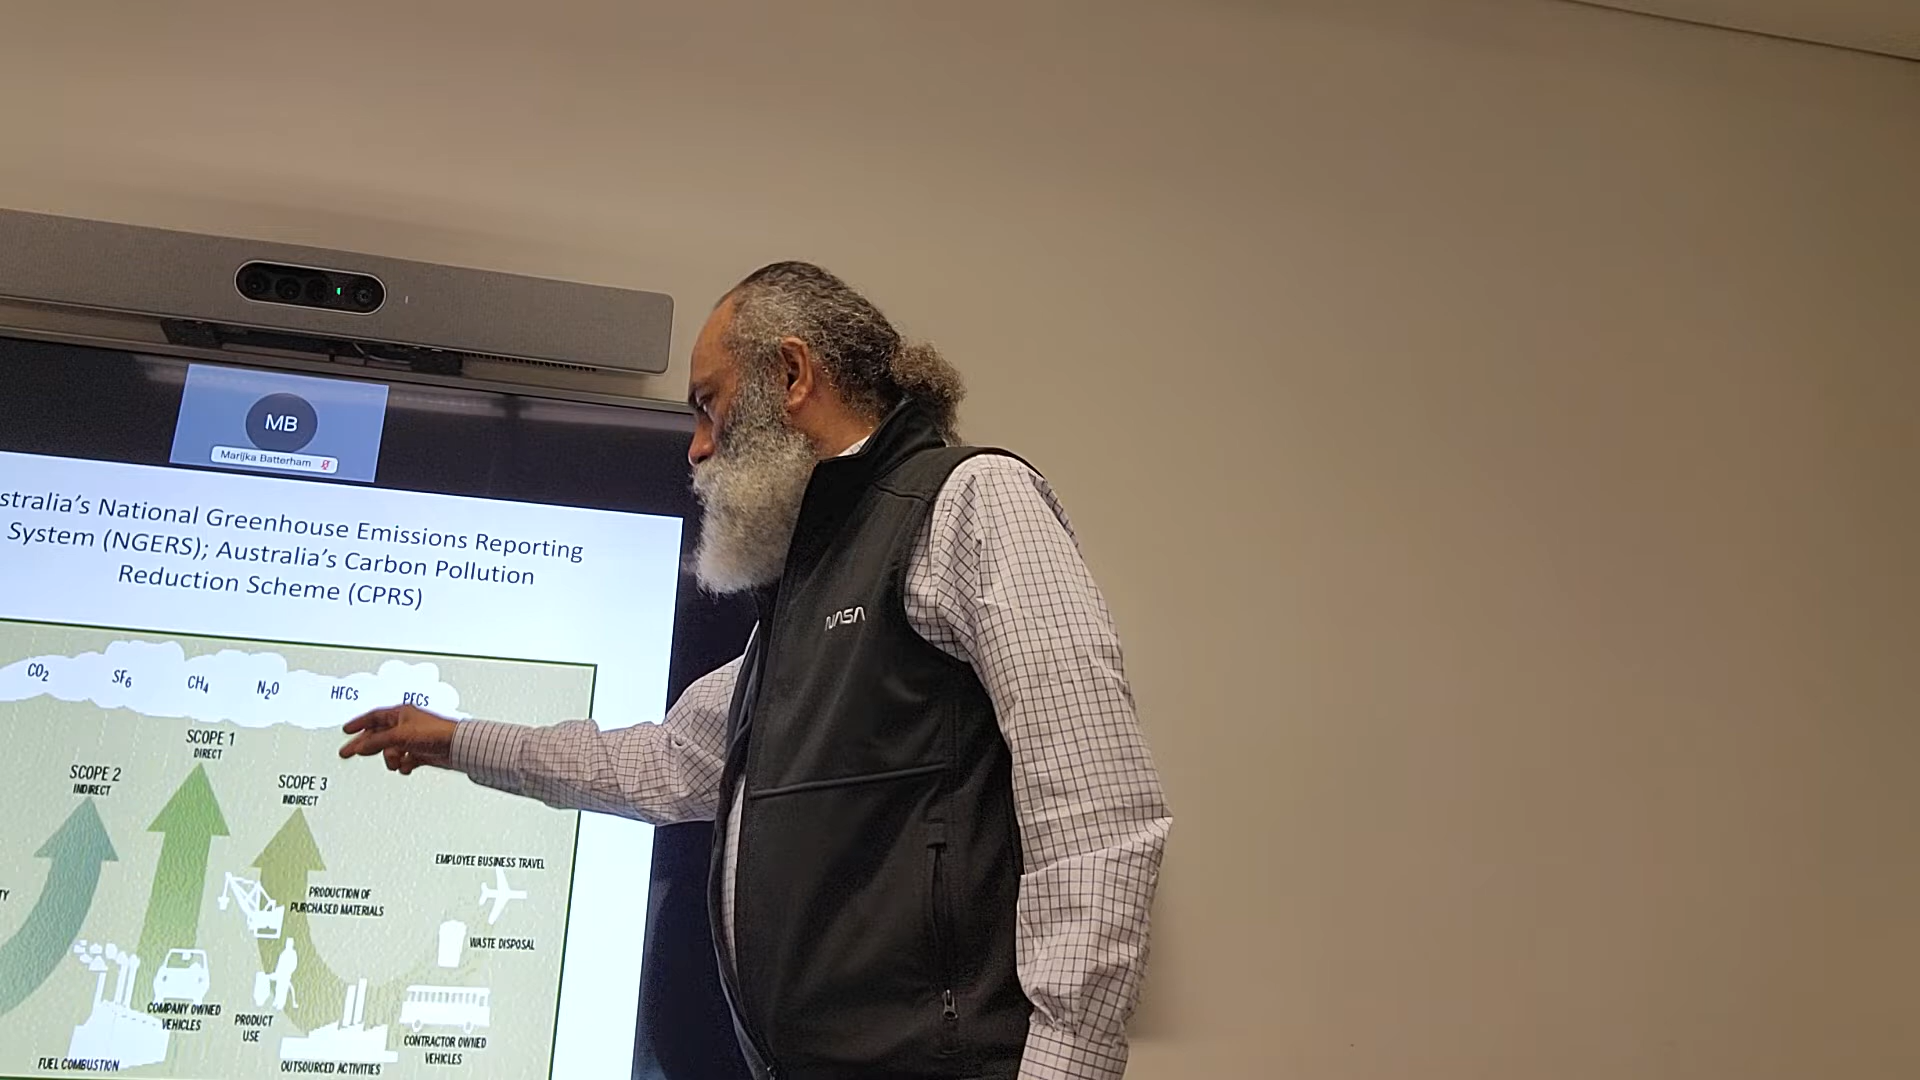 MB
Marijka Batterham
stralia's National Greenhouse Emissions Reporting
System (NGERS); Australia's Carbon Pollution
Reduction Scheme (CPRS)
CO2 SF6 CH4 N2O HFCs PFCs
SCOPE 1
DIRECT
SCOPE 2
INDIRECT
SCOPE 3
INDIRECT
EMPLOYEE BUSINESS TRAVEL
TY
PRODUCTION OF
PURCHASED MATERIALS
WASTE DISPOSAL
COMPANY OWNED
VEHICLES
PRODUCT
USE
CONTRACTOR OWNED
VEHICLES
FUEL COMBUSTION
OUTSOURCED ACTIVITIES
NASA